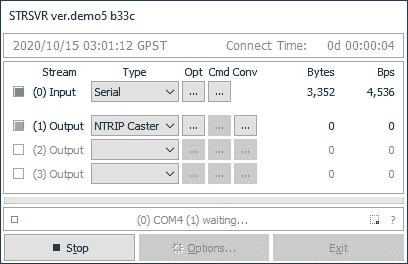 STRSVR ver.demo5 b33c
2020/10/15 03:01:12 GPST Connect Time: 0d 00:00:04
Stream Type Opt Cmd Conv Bytes Bps
(0) Input Serial ... ... 3,352 4,536
(1) Output NTRIP Caster ... ... ... 0 0
(2) Output ... ... ... 0 0
(3) Output ... ... ... 0 0
(0) COM4 (1) waiting... ?
Stop Options... Exit